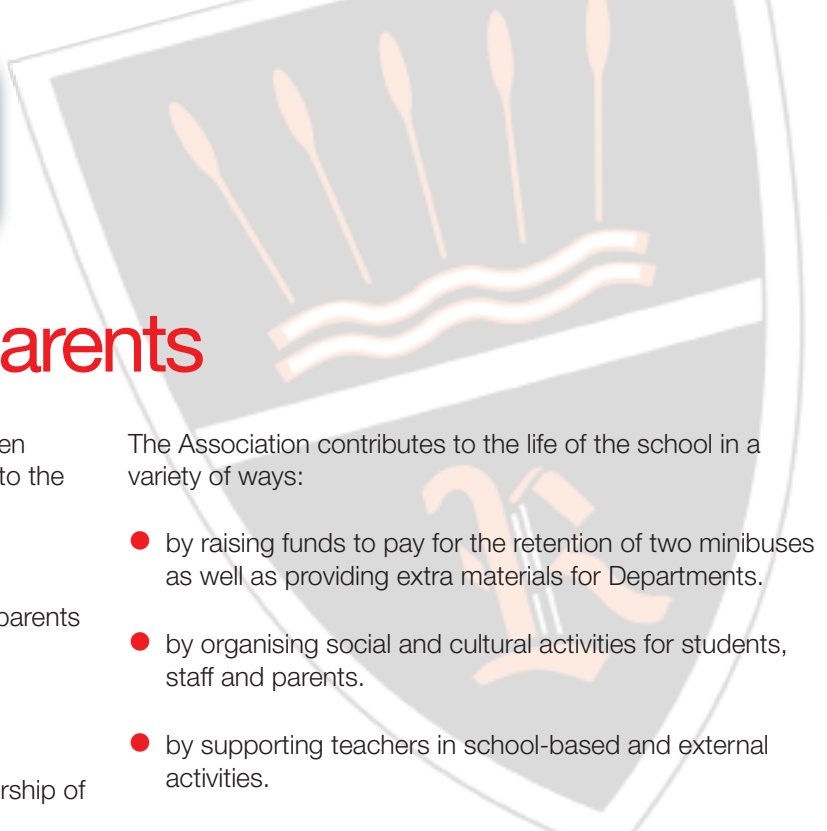 arents
en
to the
parents
rship of
The Association contributes to the life of the school in a
variety of ways:
● by raising funds to pay for the retention of two minibuses
as well as providing extra materials for Departments.
● by organising social and cultural activities for students,
staff and parents.
● by supporting teachers in school-based and external
activities.
R